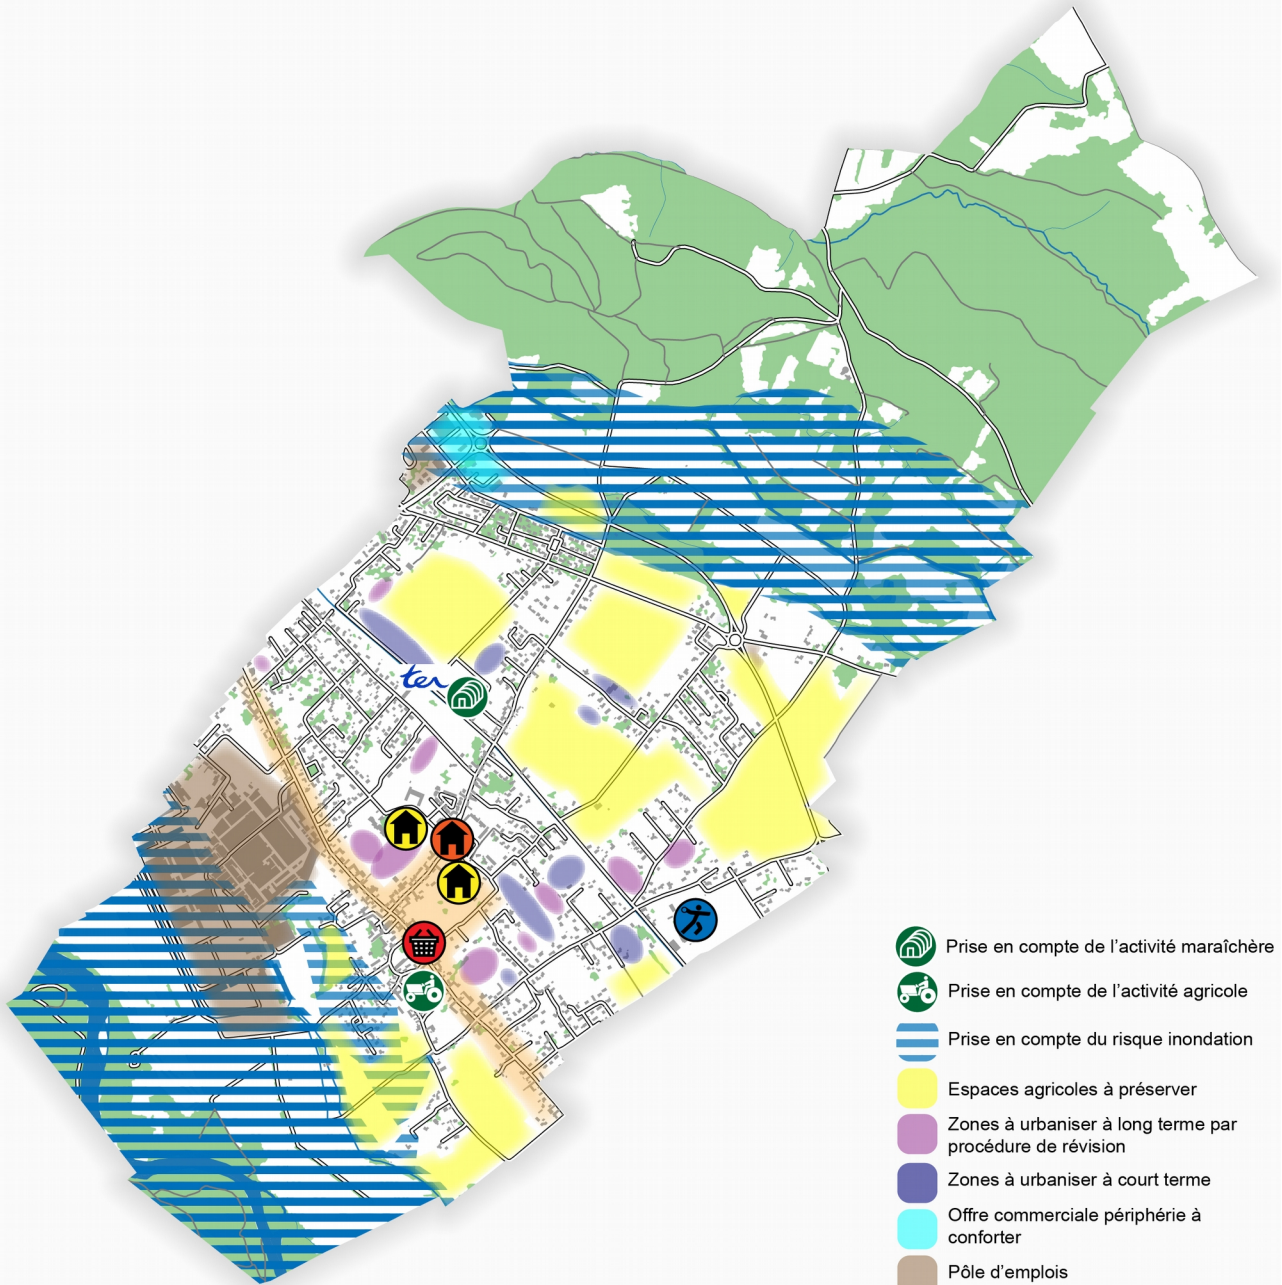 ter
Prise en compte de l'activité maraîchère
Prise en compte de l'activité agricole
Prise en compte du risque inondation
Espaces agricoles à préserver
Zones à urbaniser à long terme par
procédure de révision
Zones à urbaniser à court terme
Offre commerciale périphérie à
conforter
Pôle d'emplois